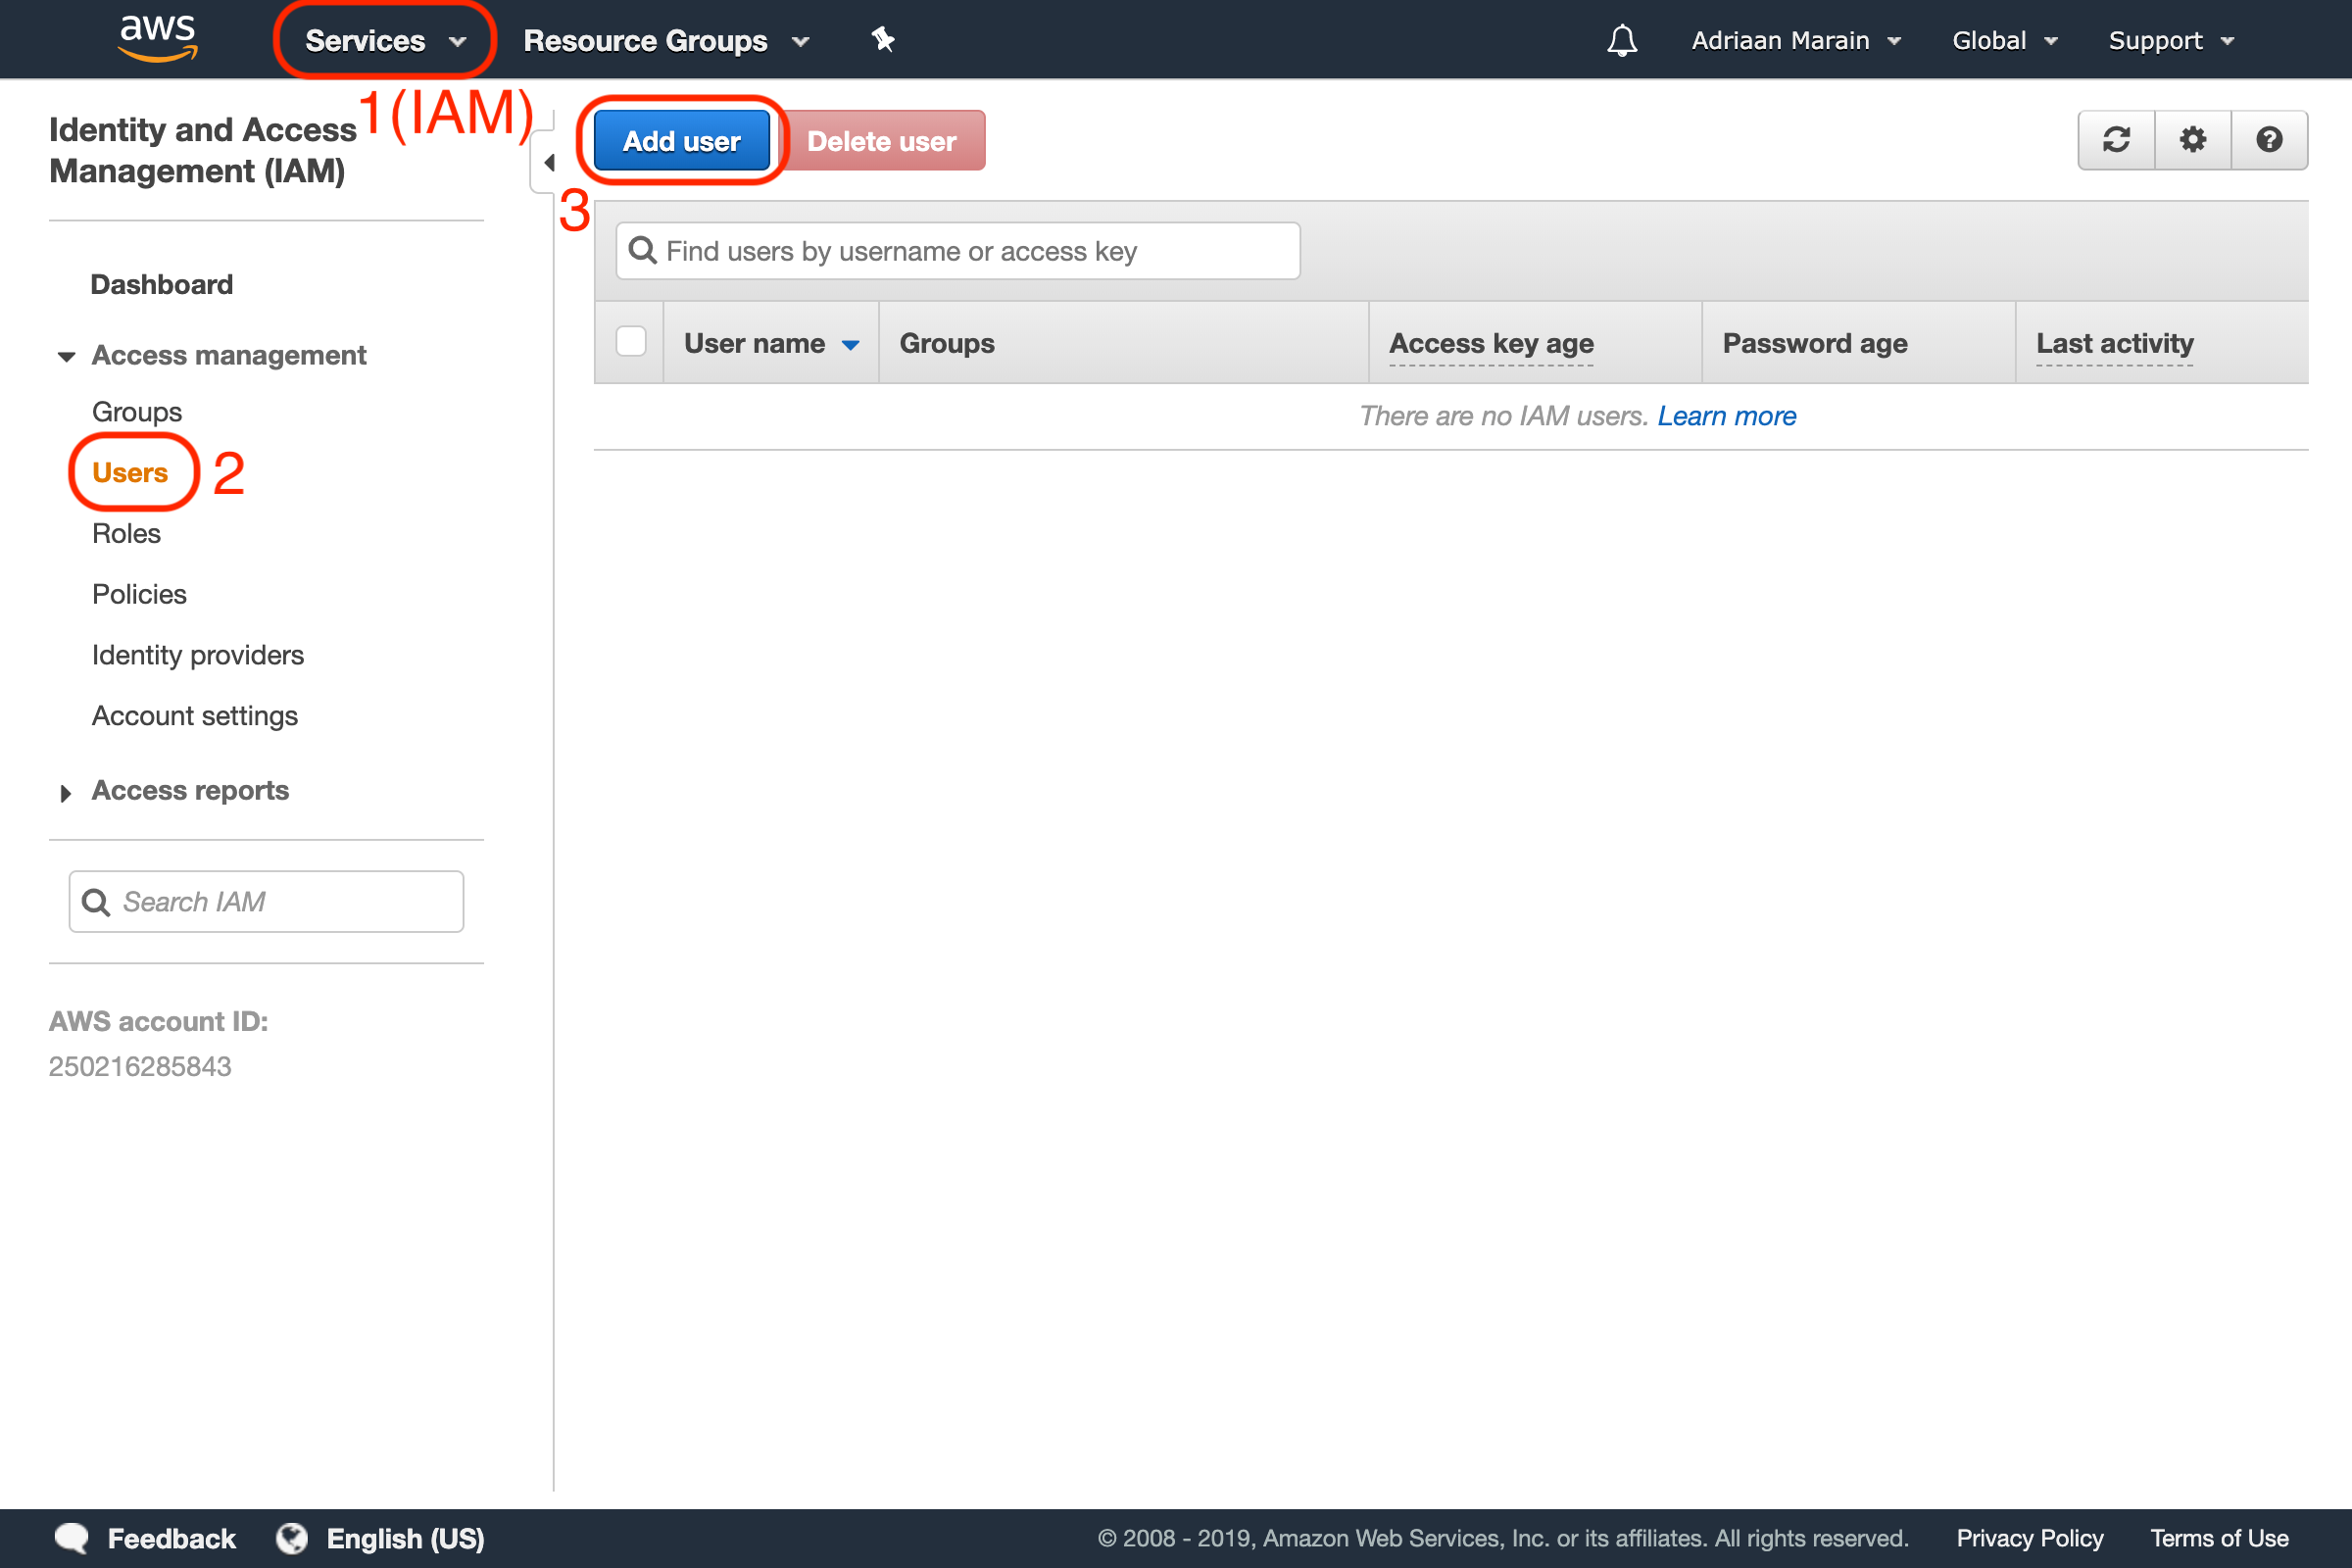 aws Services Resource Groups Adriaan Marain Global Support
1(IAM)
Identity and Access
Management (IAM)
Dashboard
Access management
Groups
Users 2
Roles
Policies
Identity providers
Account settings
Access reports
Search IAM
AWS account ID:
250216285843
Add user Delete user
3
Find users by username or access key
User name Groups Access key age Password age Last activity
There are no IAM users. Learn more
Feedback English (US) © 2008 - 2019, Amazon Web Services, Inc. or its affiliates. All rights reserved. Privacy Policy Terms of Use